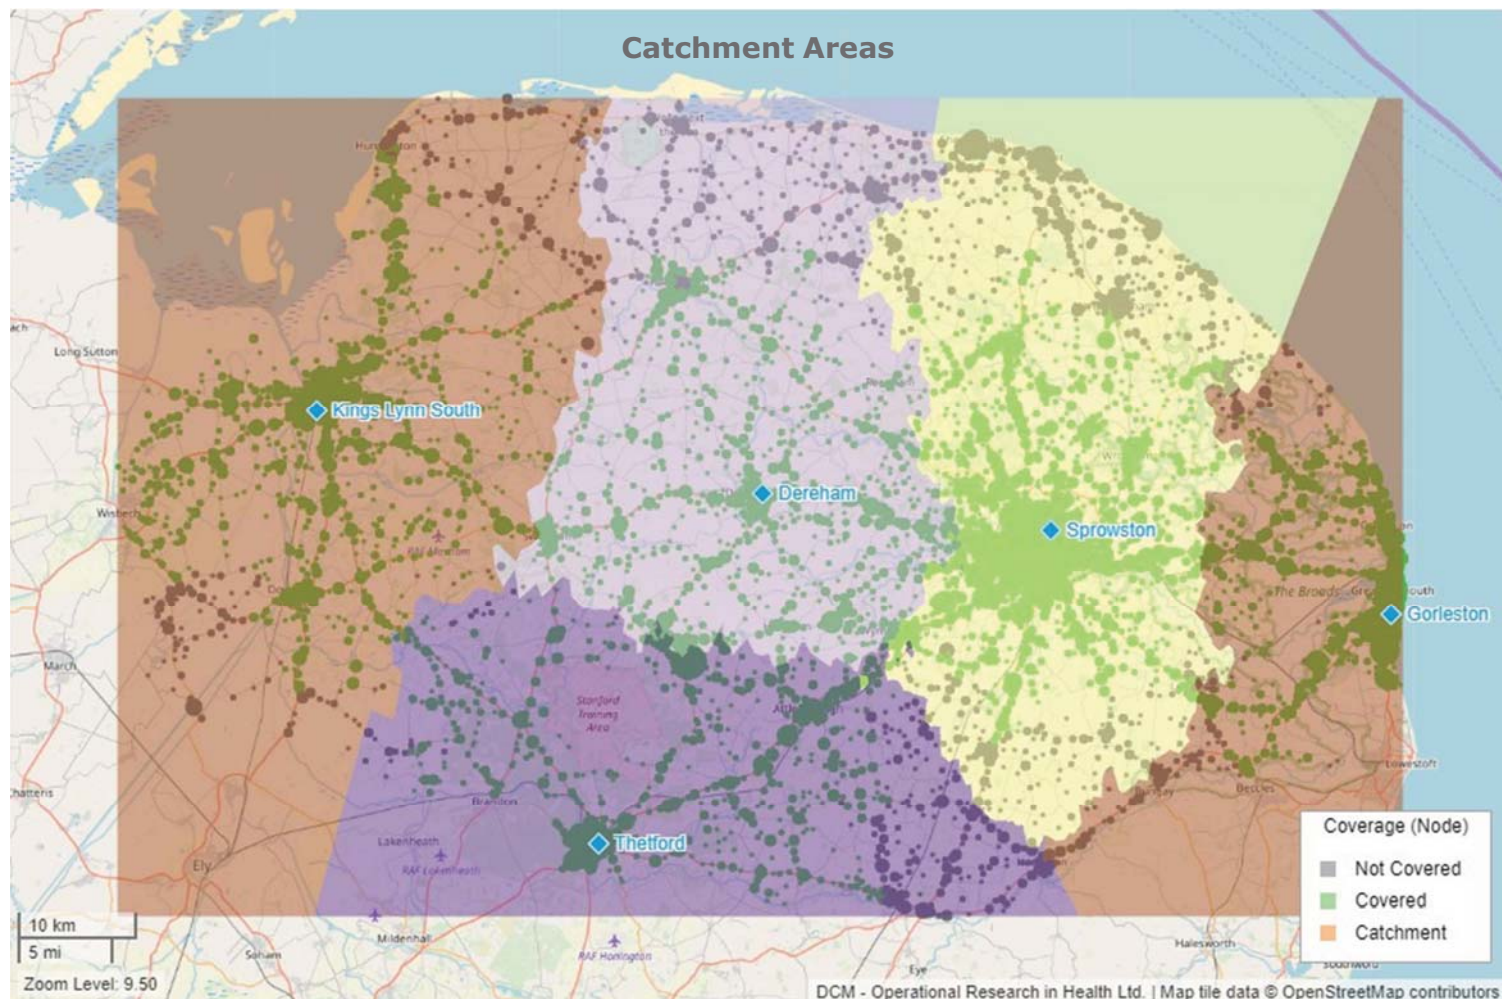 Catchment Areas
Long Sutton
Kings Lynn South
Dereham
Wisbech
Sprowston
RAF Marham
The Broads
Gorleston
March
Stanford
Training
Area
Lowestoft
Brandon
Beccles
Lakenheath
Thetford
RAF Lakenheath
Ely
Coverage (Node)
Not Covered
Covered
Catchment
10 km
5 mi
Mildenhall
Soham
RAF Honington
Halesworth
Eye
Zoom Level: 9.50
DCM - Operational Research in Health Ltd. | Map tile data © OpenStreetMap contributors